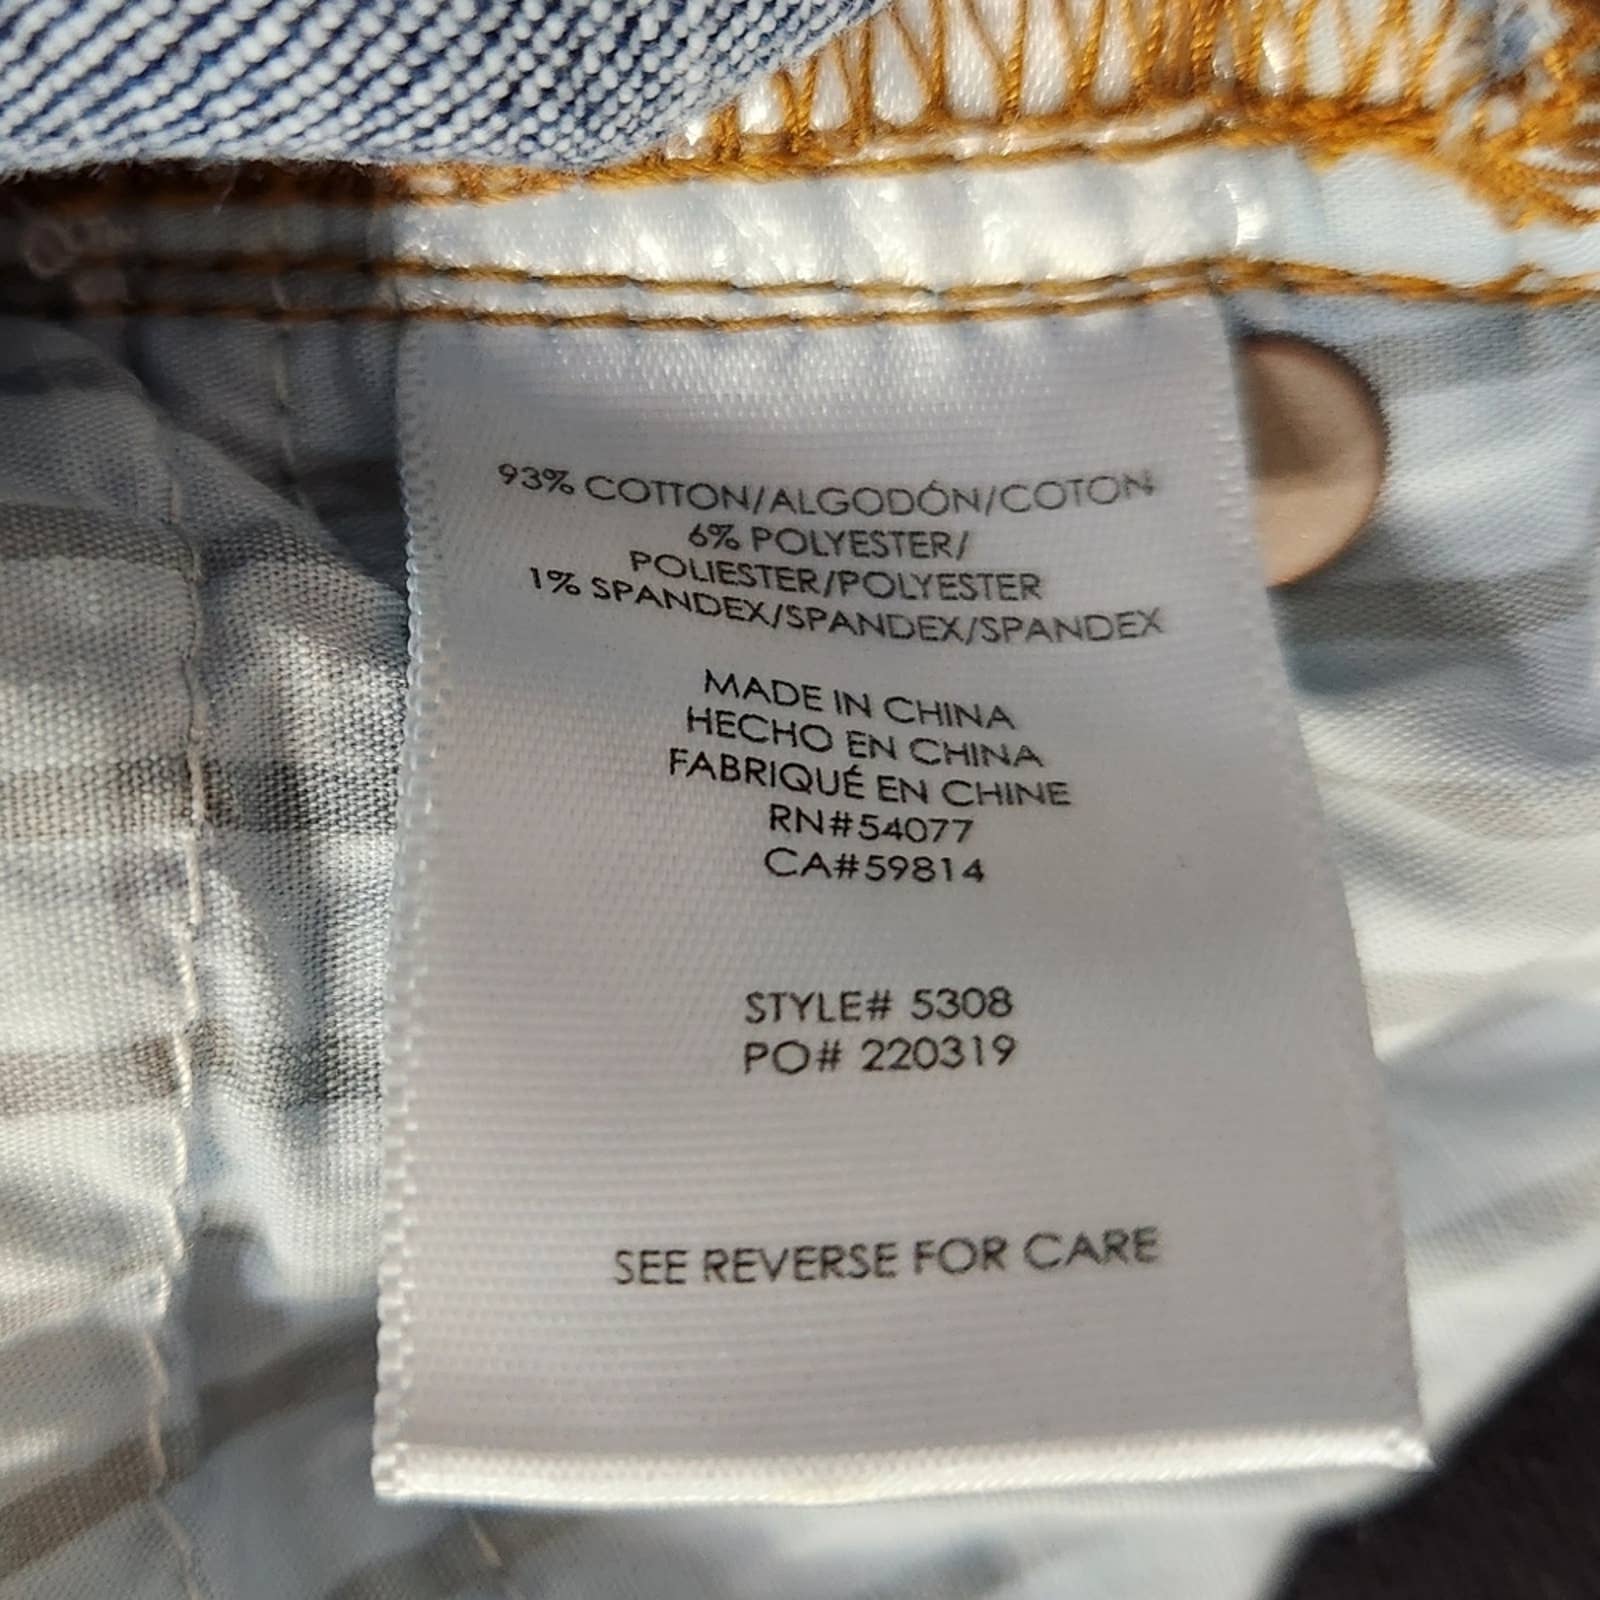 93% COTTON/ALGODÓN/COTON
6% POLYESTER/
POLIESTER/POLYESTER
1% SPANDEX/SPANDEX/SPANDEX
MADE IN CHINA
HECHO EN CHINA
FABRIQUÉ EN CHINE
RN#54077
CA#59814
STYLE# 5308
PO# 220319
SEE REVERSE FOR CARE